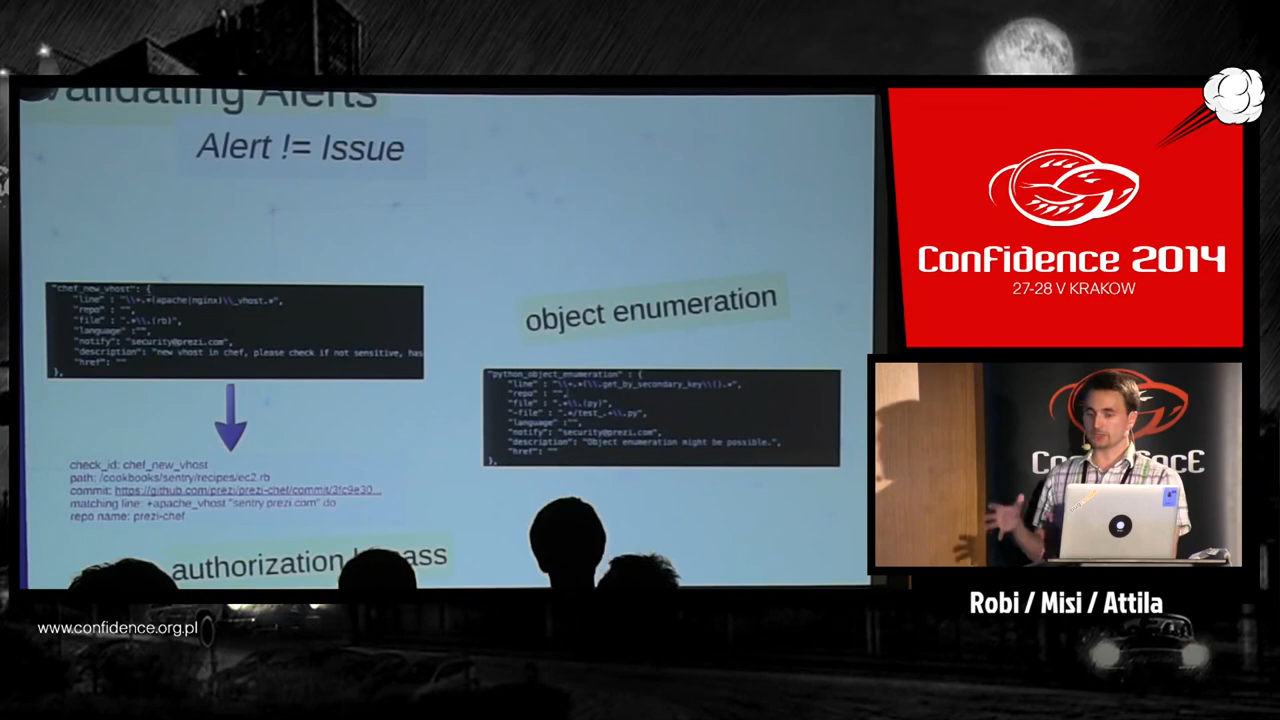 Validating Alerts
Alert != Issue
"chef_new_vhost": {
"line" : "\\+.*(apache|nginx)\\_vhost.*",
"repo" : "",
"file" : ".*\\.(rb)",
"language" :"",
"notify": "security@prezi.com",
"description": "new vhost in chef, please check if not sensitive, has
"href": ""
},
check_id: chef_new_vhost
path: /cookbooks/sentry/recipes/ec2.rb
commit: https://github.com/prezi/prezi-chef/commit/3fc9e30...
matching line: +apache_vhost "sentry.prezi.com" do
repo name: prezi-chef
authorization
object enumeration
"python_object_enumeration" : {
"line" : "\\+.*(\\.get_by_secondary_key\\().*",
"repo" : "",
"file" : ".*\\.(py)",
"-file" : ".*/test_.*\\.py",
"language" :"",
"notify": "security@prezi.com",
"description": "Object enumeration might be possible.",
"href": ""
},
ConFidence 2014
27-28 V KRAKOW
Robi / Misi / Attila
www.confidence.org.pl